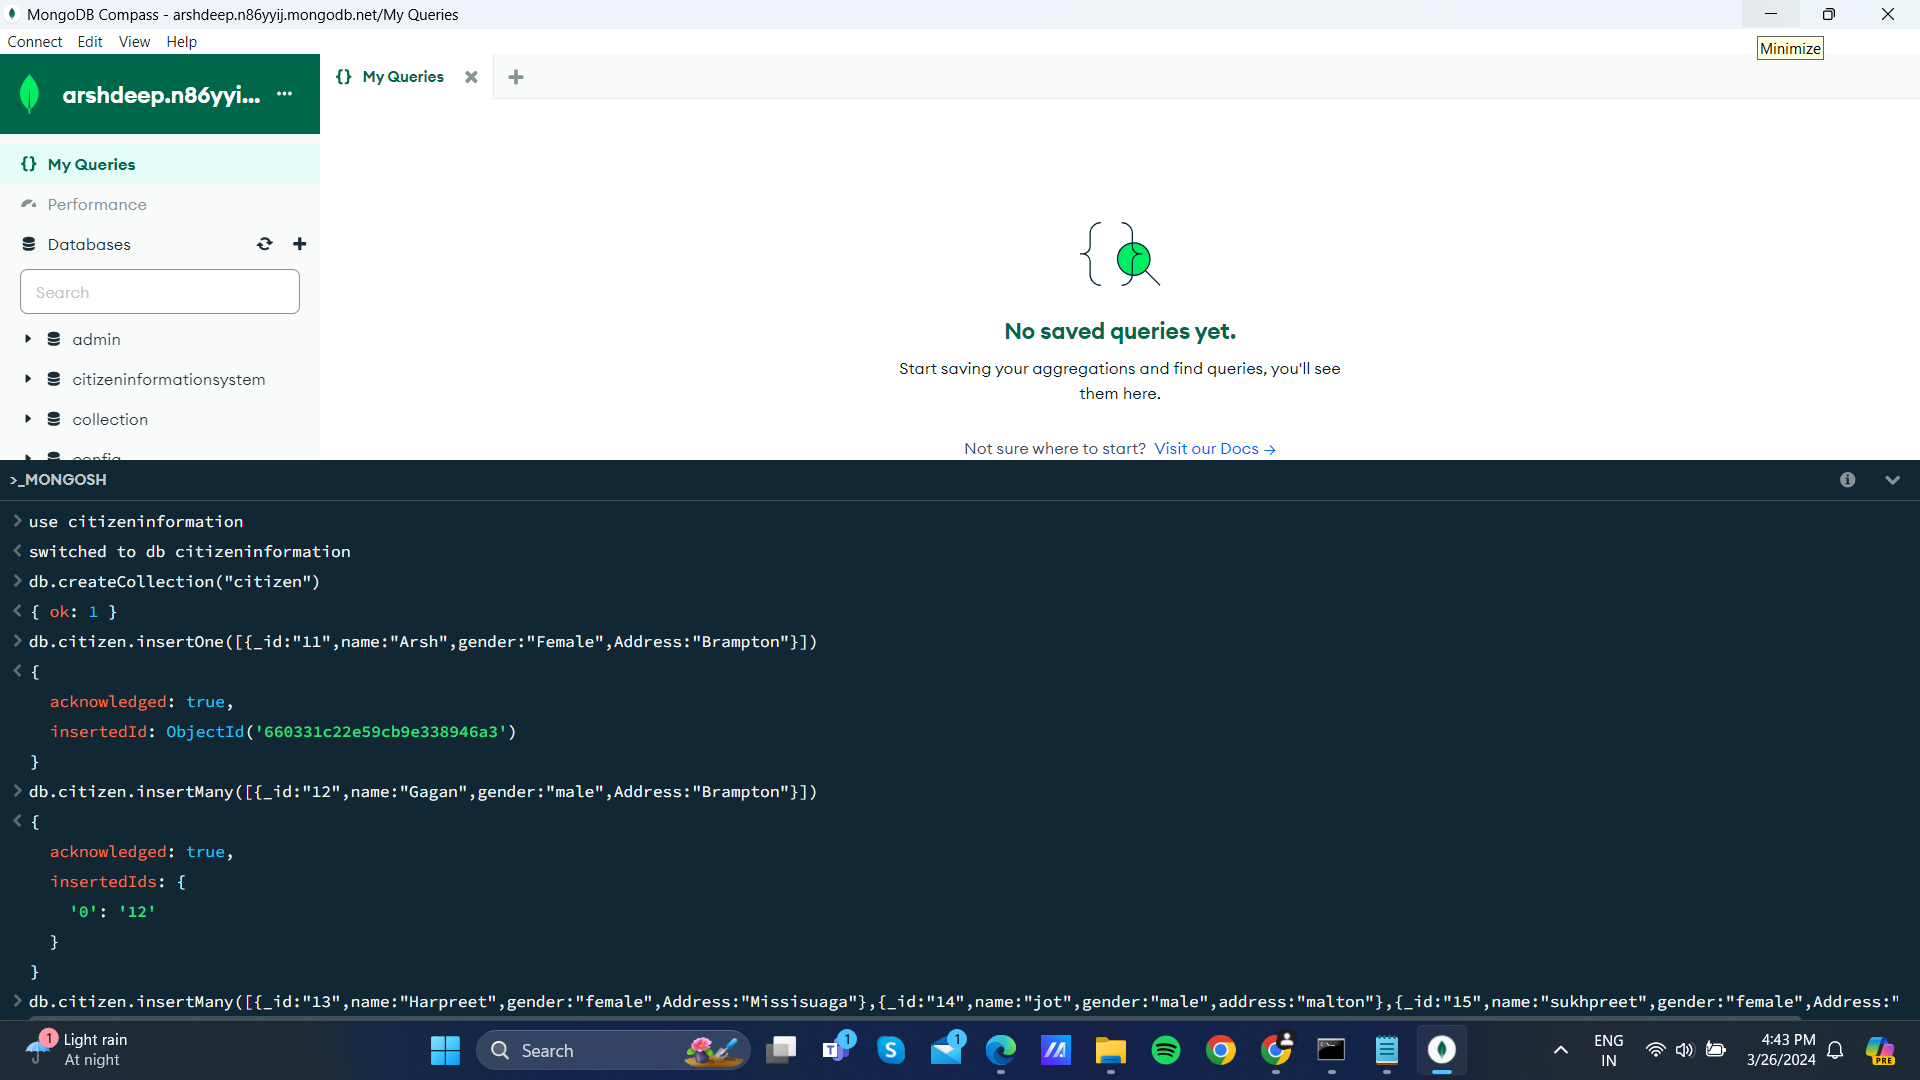 MongoDB Compass - arshdeep.n86yyij.mongodb.net/My Queries
Connect Edit View Help
Minimize
arshdeep.n86yyi... ...
{} My Queries
{} My Queries
Performance
Databases
Search
admin
citizeninformationsystem
collection
config
No saved queries yet.
Start saving your aggregations and find queries, you'll see
them here.
Not sure where to start? Visit our Docs →
>_MONGOSH
> use citizeninformation
< switched to db citizeninformation
> db.createCollection("citizen")
< { ok: 1 }
> db.citizen.insertOne([{_id:"11",name:"Arsh",gender:"Female",Address:"Brampton"}])
< {
acknowledged: true,
insertedId: ObjectId('660331c22e59cb9e338946a3')
}
> db.citizen.insertMany([{_id:"12",name:"Gagan",gender:"male",Address:"Brampton"}])
< {
acknowledged: true,
insertedIds: {
'0': '12'
}
}
> db.citizen.insertMany([{_id:"13",name:"Harpreet",gender:"female",Address:"Missisuaga"},{_id:"14",name:"jot",gender:"male",address:"malton"},{_id:"15",name:"sukhpreet",gender:"female",Address:"
1 Light rain
At night
Search
1
1
ENG
IN
4:43 PM
3/26/2024
PRE